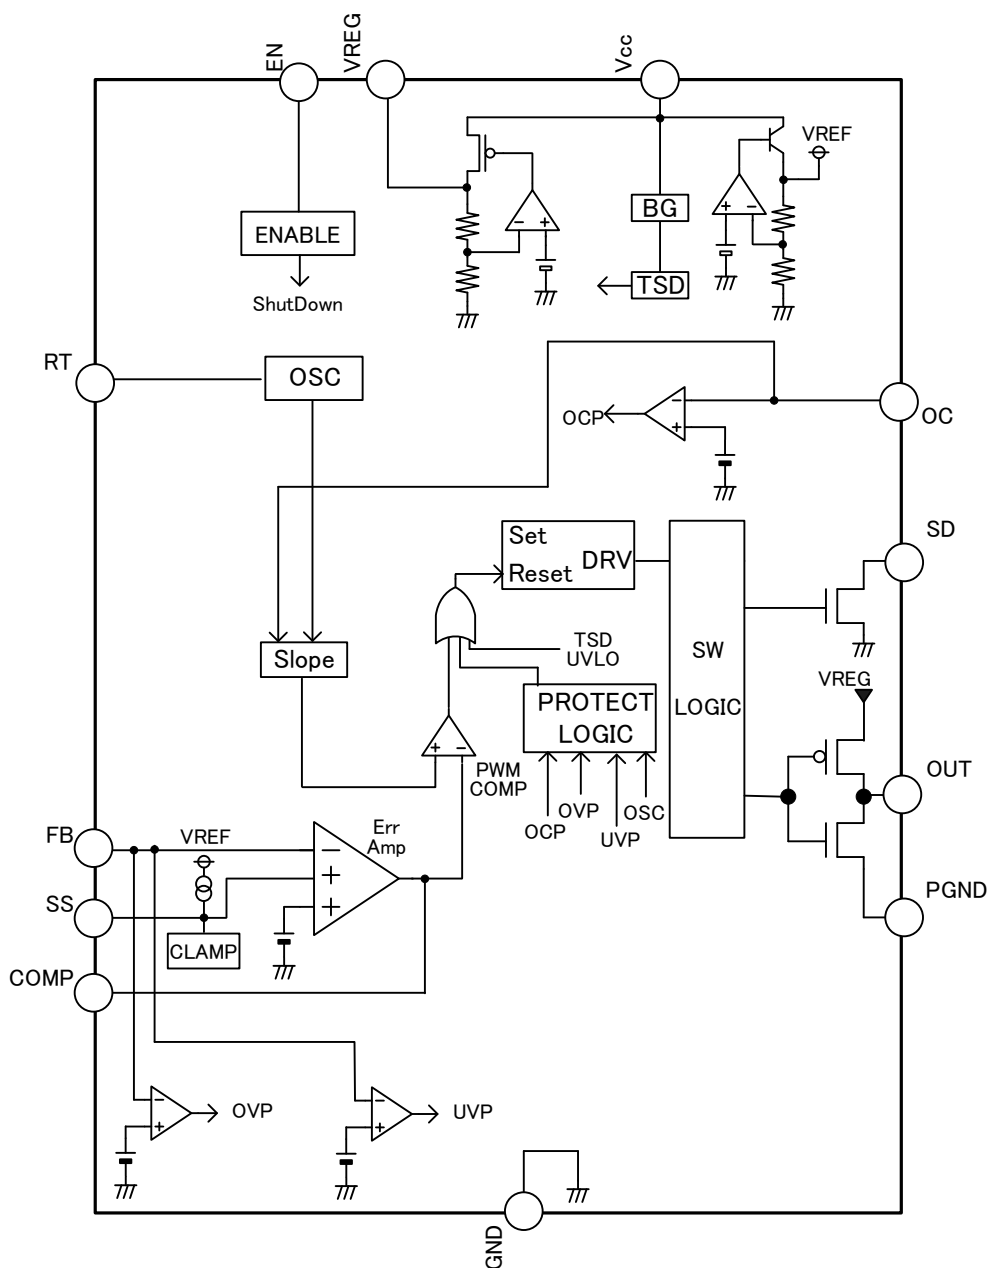 EN
VREG
Vcc
VREF
BG
TSD
ENABLE
ShutDown
RT
OSC
OCP
OC
SD
Set
Reset
DRV
TSD
UVLO
SW
LOGIC
Slope
PROTECT
LOGIC
VREG
PWM
COMP
OCP
OVP
UVP
OSC
OUT
FB
VREF
Err
Amp
SS
CLAMP
PGND
COMP
OVP
UVP
GND